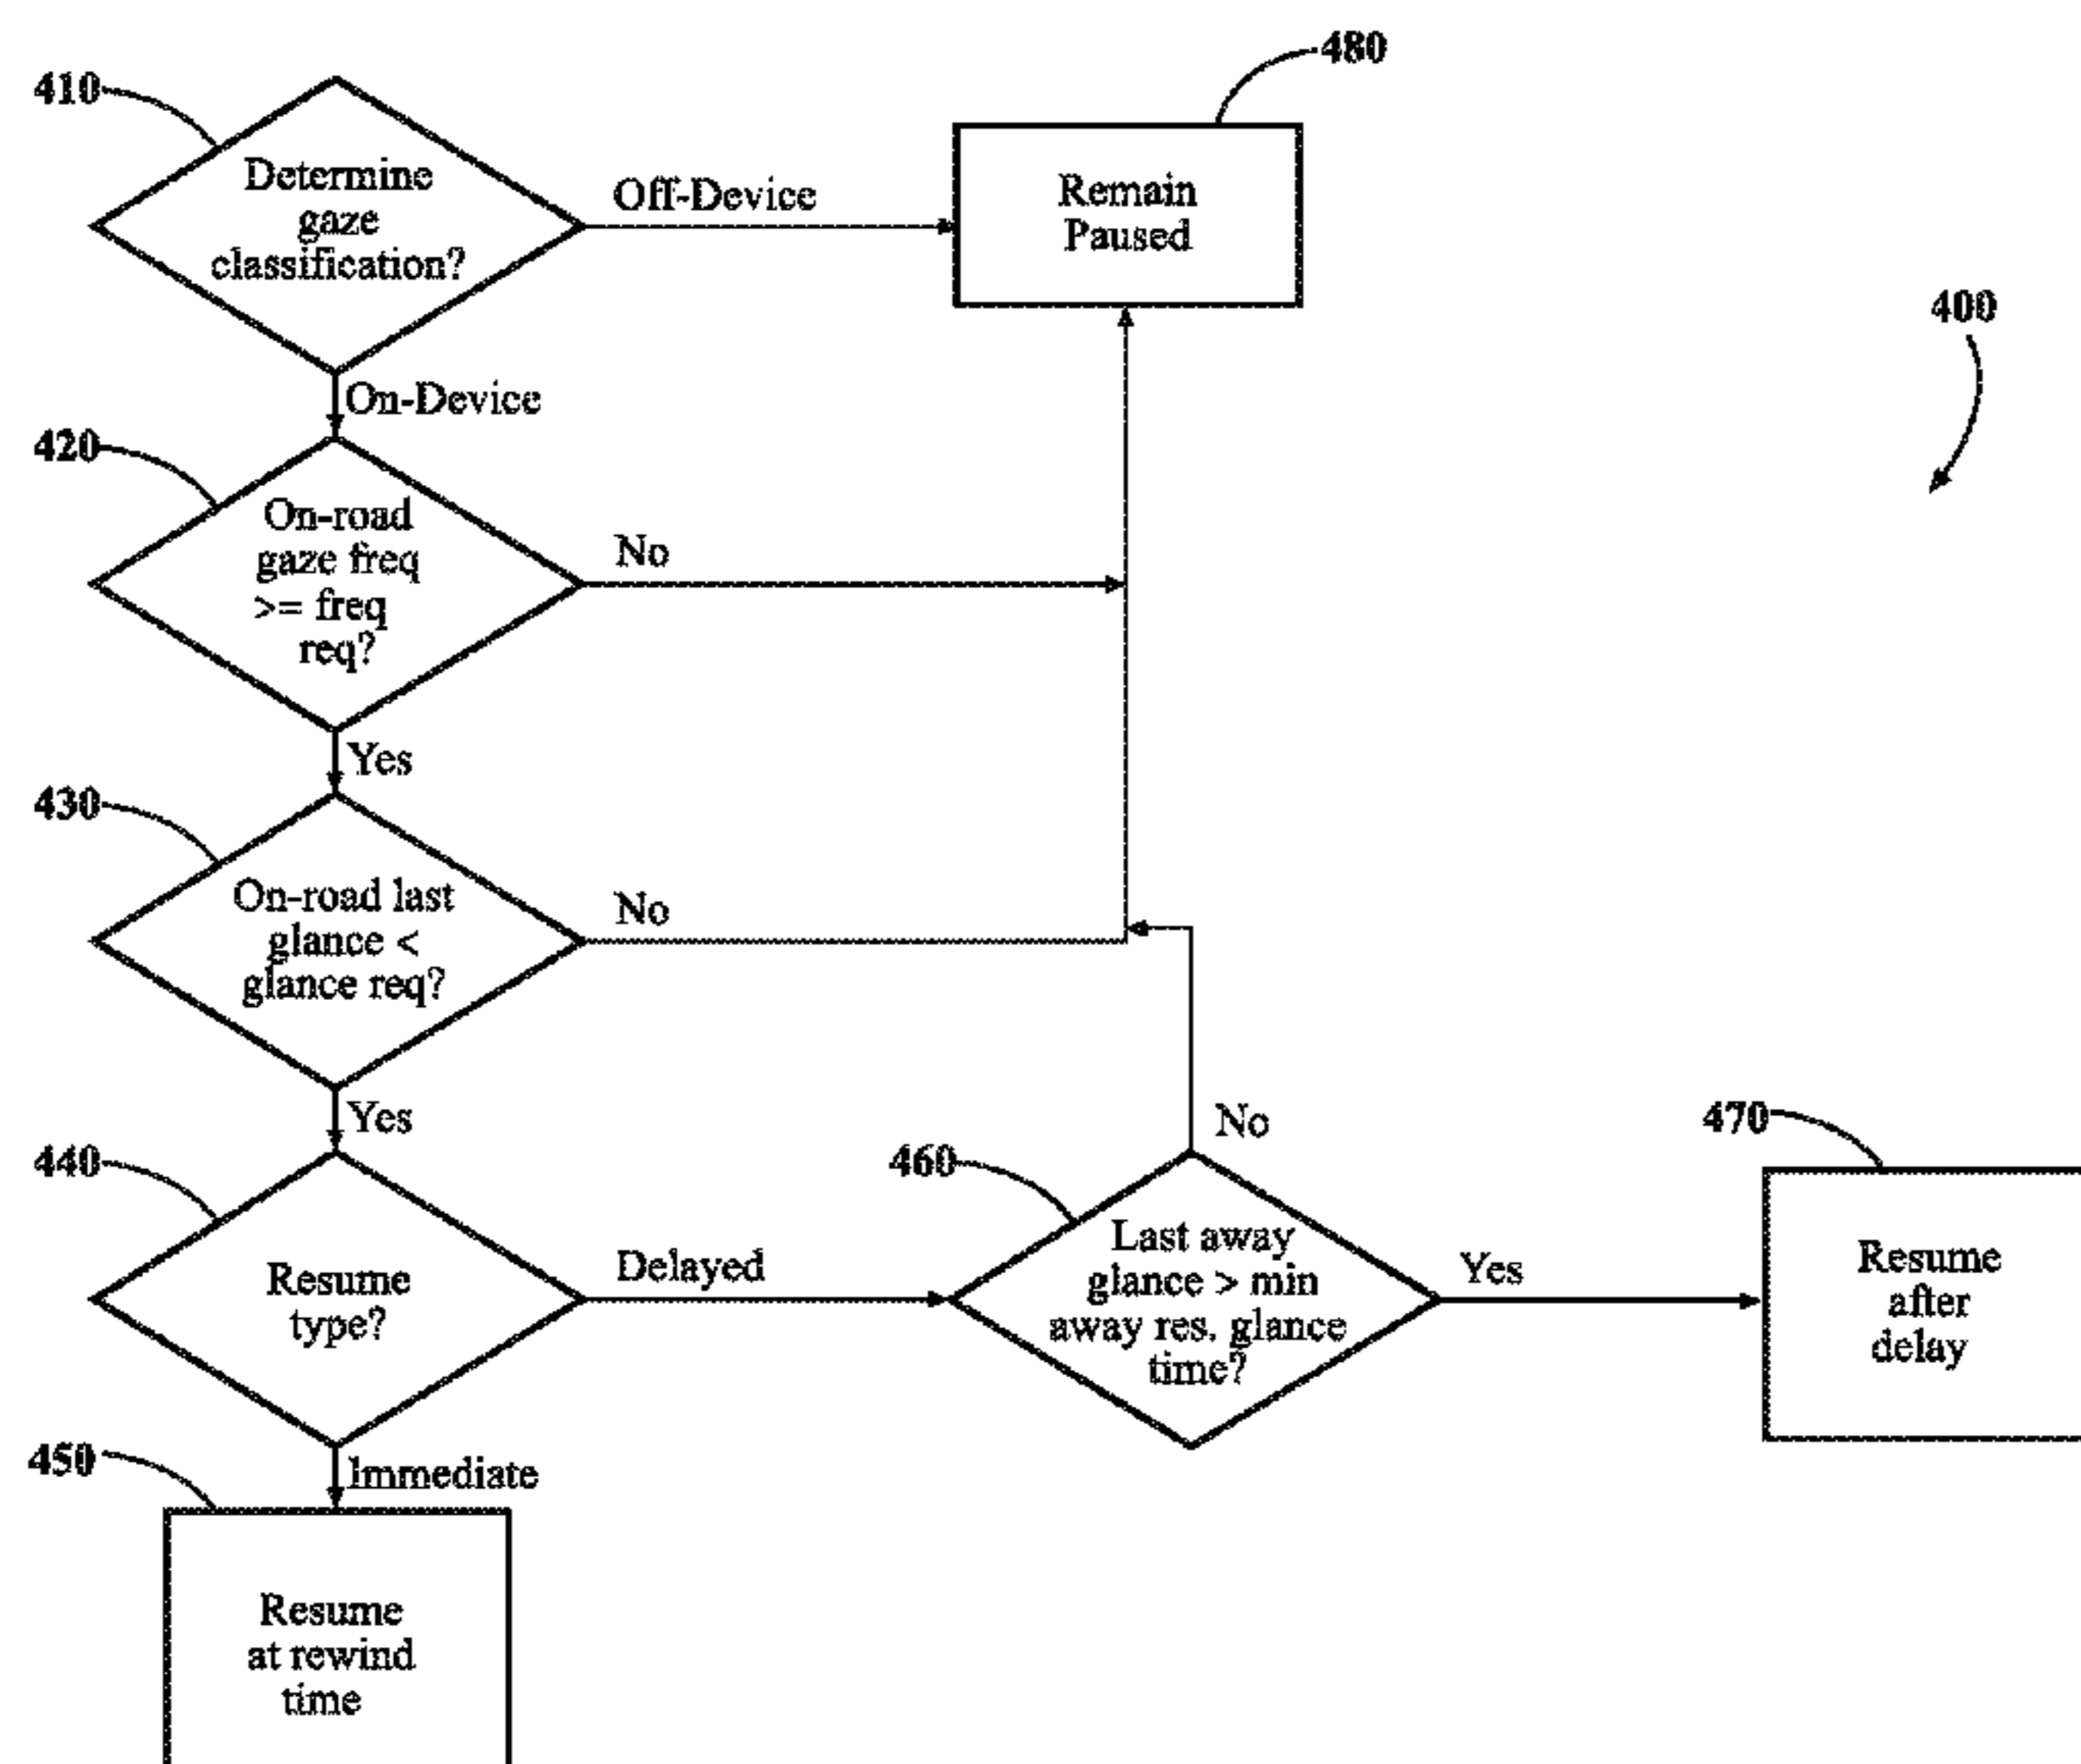 480
410
Determine
gaze
classification?
Off-Device
Remain
Paused
400
On-Device
420
On-road
gaze freq
>= freq
req?
No
Yes
430
On-road last
glance <
glance req?
No
Yes
440
Resume
type?
Delayed
460
Last away
glance > min
away res. glance
time?
No
Yes
470
Resume
after
delay
Immediate
450
Resume
at rewind
time